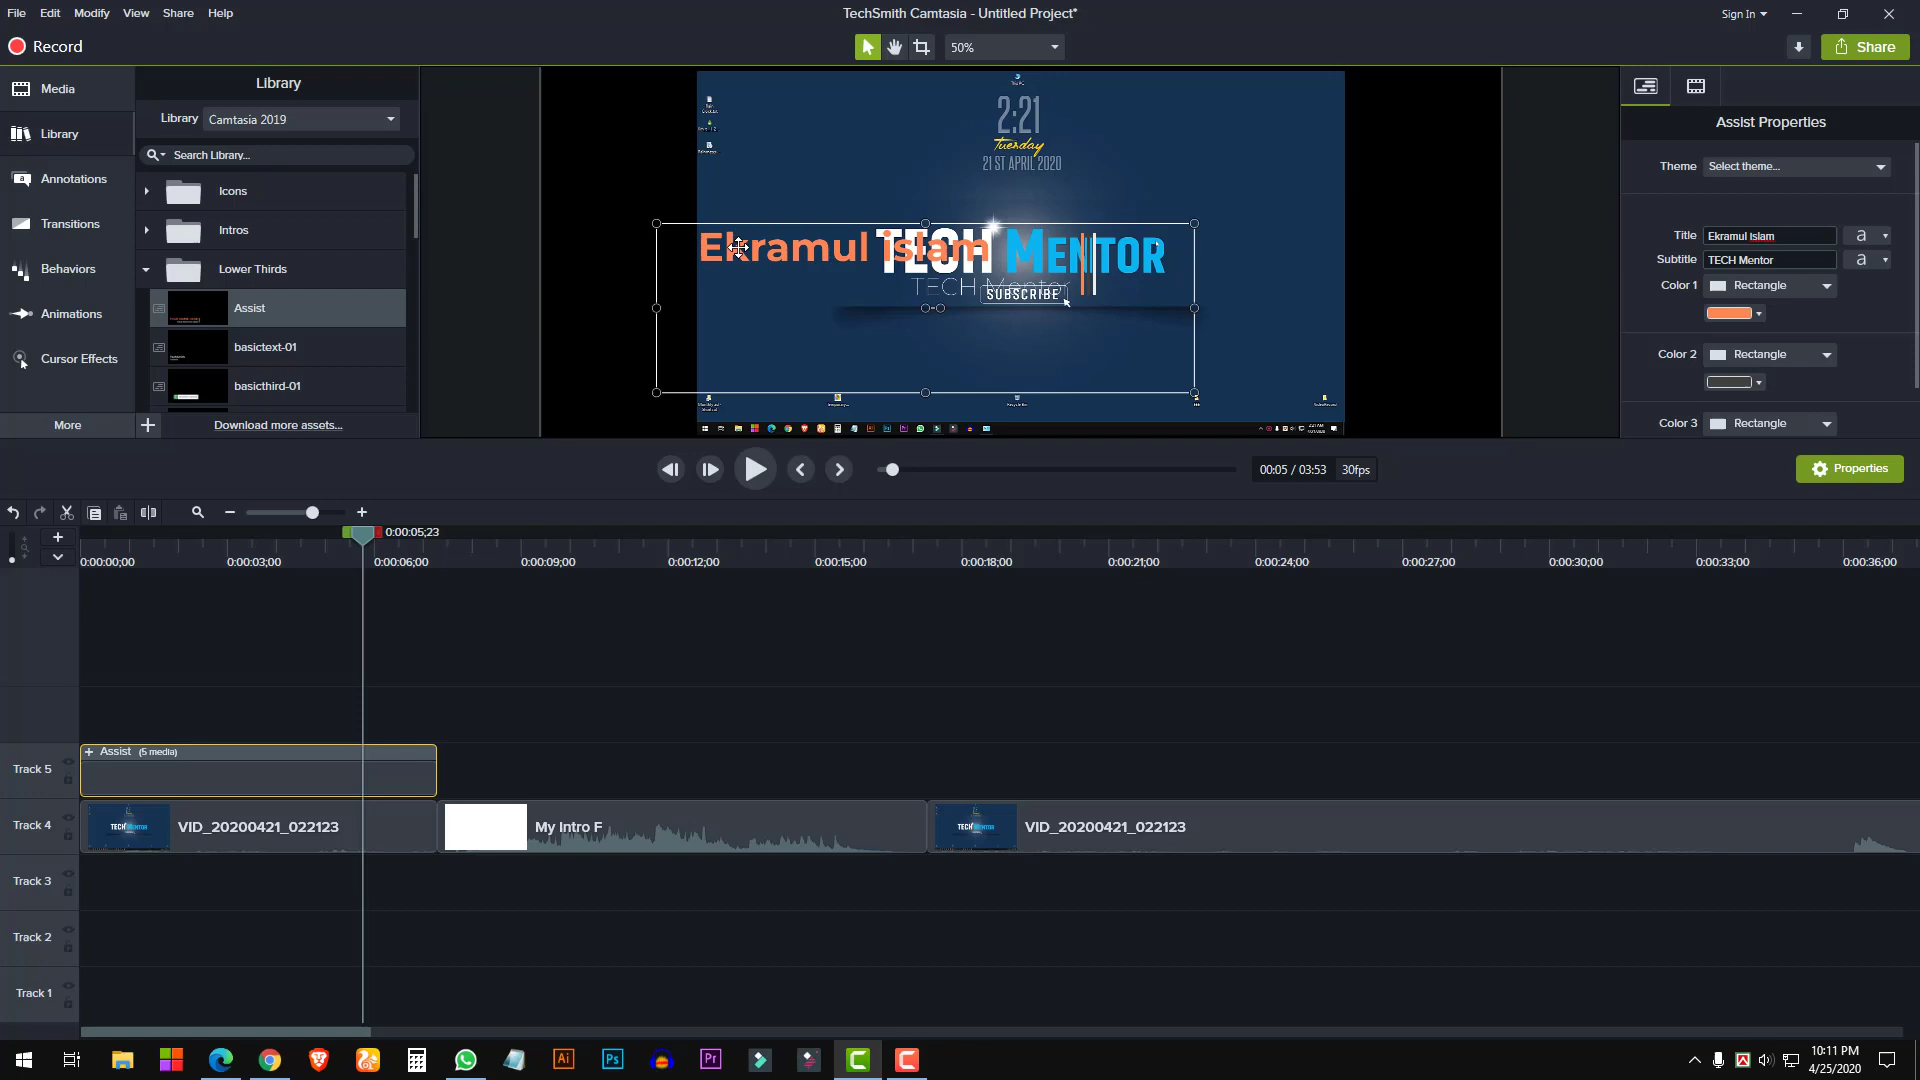 File Edit Modify View Share Help
TechSmith Camtasia - Untitled Project*
Sign In
Record
50%
Share
Media
Library
Annotations
Transitions
Behaviors
Animations
Cursor Effects
More
Library
Library Camtasia 2019
Search Library...
Icons
Intros
Lower Thirds
Assist
basictext-01
basicthird-01
Download more assets...
2:21
Tuesday
21 ST APRIL 2020
Ekramul islam
TECH MENTOR
TECH Mentor
SUBSCRIBE
Assist Properties
Theme Select theme...
Title Ekramul Islam a
Subtitle TECH Mentor a
Color 1 Rectangle
Color 2 Rectangle
Color 3 Rectangle
00:05 / 03:53 30fps
Properties
0:00:05;23
0:00:00;00 0:00:03;00 0:00:06;00 0:00:09;00 0:00:12;00 0:00:15;00 0:00:18;00 0:00:21;00 0:00:24;00 0:00:27;00 0:00:30;00 0:00:33;00 0:00:36;00
Track 5
+ Assist (5 media)
Track 4
VID_20200421_022123
My Intro F
VID_20200421_022123
Track 3
Track 2
Track 1
Ai
Ps
Pr
10:11 PM
4/25/2020